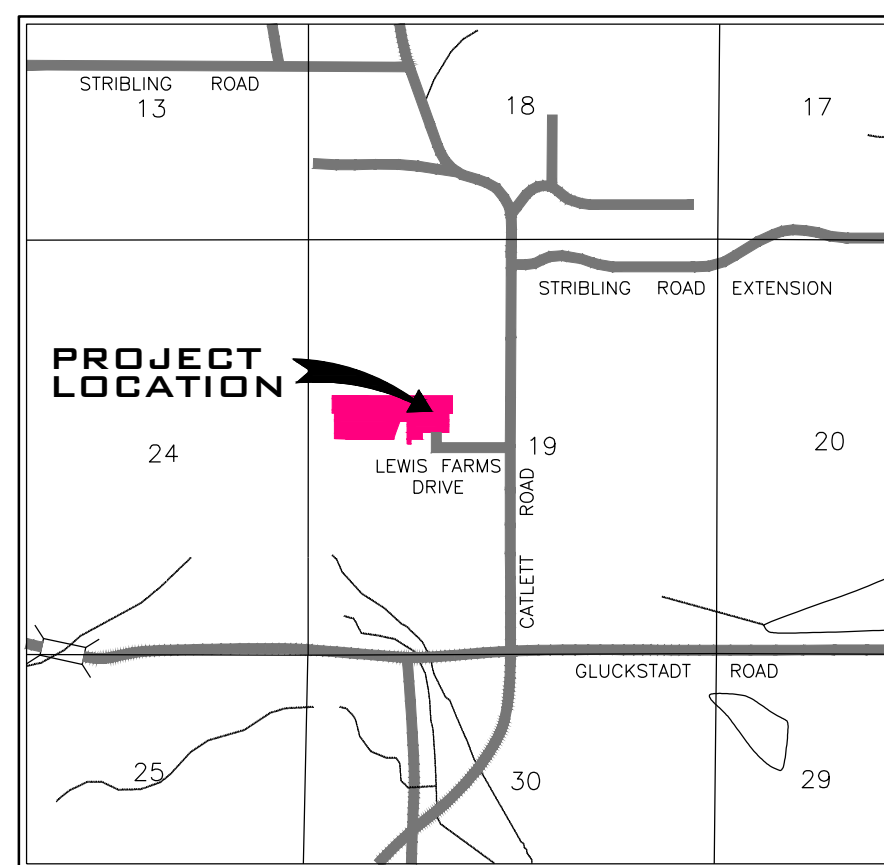 STRIBLING ROAD
13
18
17
STRIBLING ROAD EXTENSION
PROJECT
LOCATION
24
19
20
LEWIS FARMS
DRIVE
CATLETT ROAD
GLUCKSTADT ROAD
25
30
29